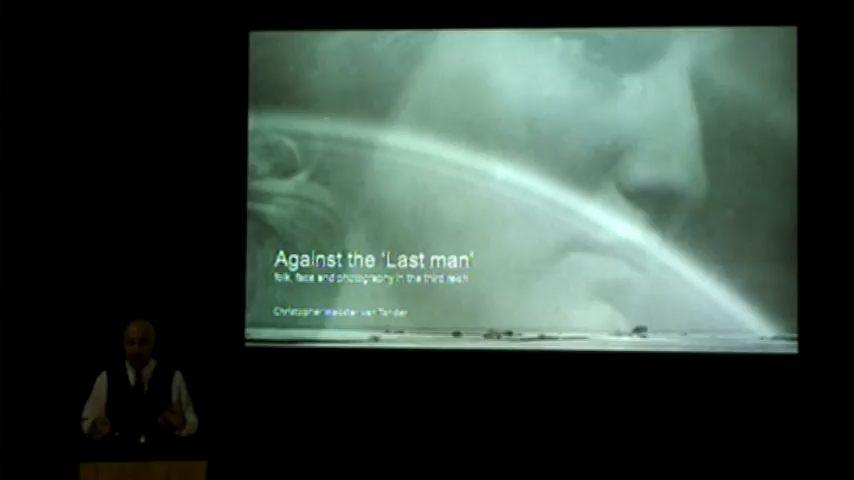 Against the 'Last man'
folk, face and photography in the third reich
Christopher Webster van Tonder